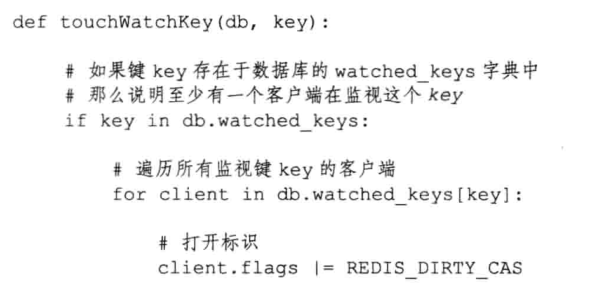 def touchWatchKey(db, key):
# 如果键 key 存在于数据库的 watched_keys 字典中
# 那么说明至少有一个客户端在监视这个 key
if key in db.watched_keys:
# 遍历所有监视键 key 的客户端
for client in db.watched_keys[key]:
# 打开标识
client.flags |= REDIS_DIRTY_CAS